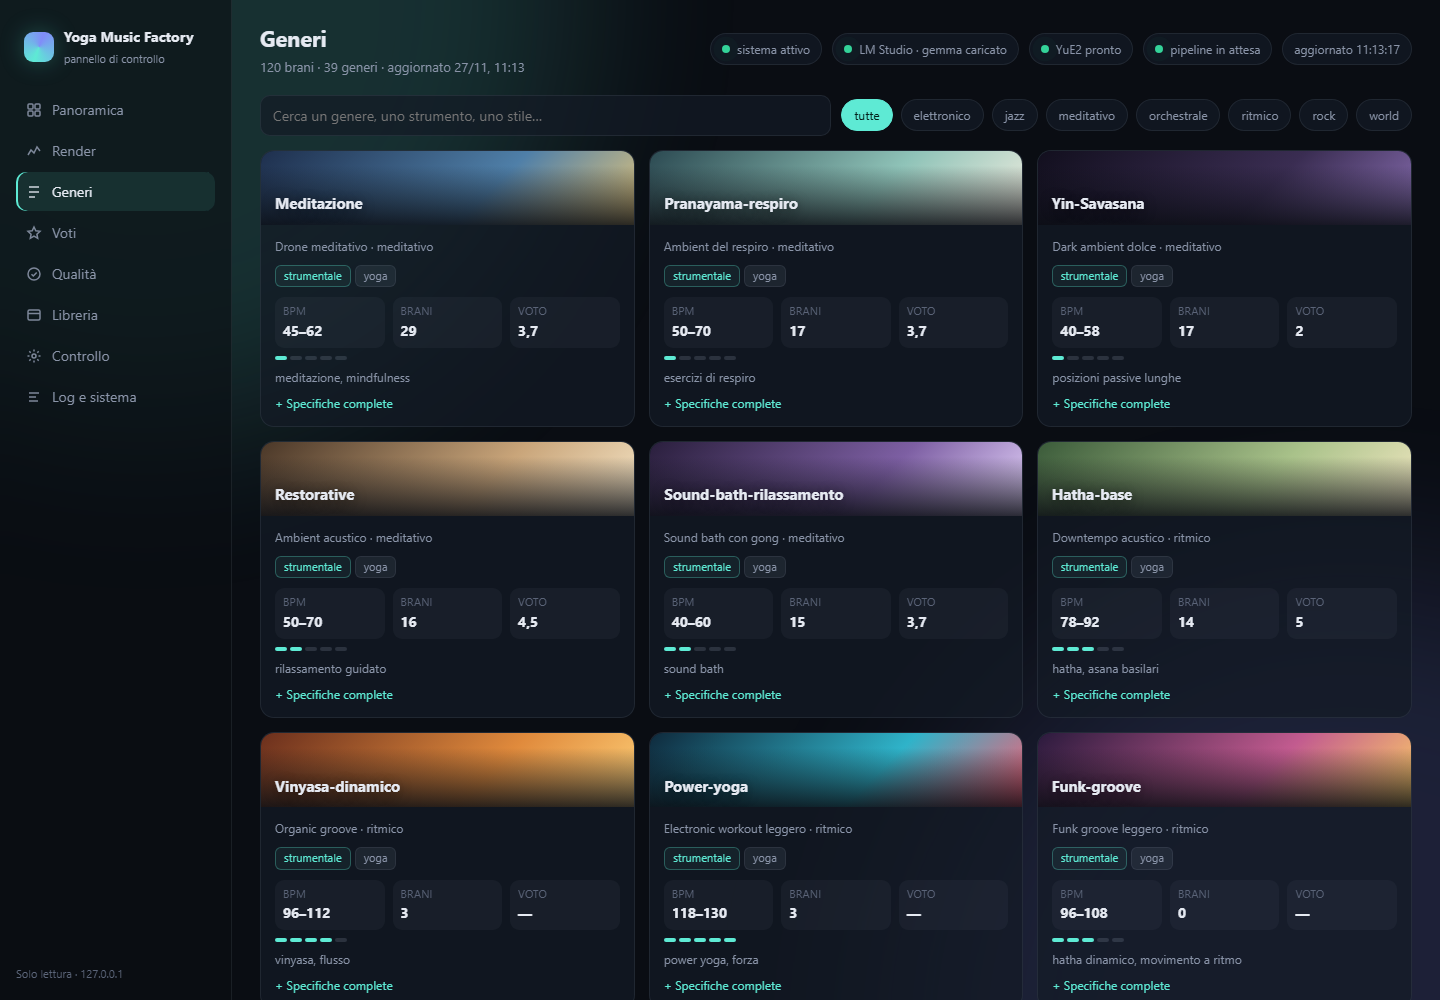 Yoga Music Factory
pannello di controllo
Panoramica
Render
Generi
Voti
Qualità
Libreria
Controllo
Log e sistema
Solo lettura · 127.0.0.1
Generi
120 brani · 39 generi · aggiornato 27/11, 11:13
sistema attivo
LM Studio · gemma caricato
YuE2 pronto
pipeline in attesa
aggiornato 11:13:17
Cerca un genere, uno strumento, uno stile...
tutte
elettronico
jazz
meditativo
orchestrale
ritmico
rock
world
Meditazione
Drone meditativo · meditativo
strumentale yoga
BPM BRANI VOTO
45–62 29 3,7
meditazione, mindfulness
+ Specifiche complete
Pranayama-respiro
Ambient del respiro · meditativo
strumentale yoga
BPM BRANI VOTO
50–70 17 3,7
esercizi di respiro
+ Specifiche complete
Yin-Savasana
Dark ambient dolce · meditativo
strumentale yoga
BPM BRANI VOTO
40–58 17 2
posizioni passive lunghe
+ Specifiche complete
Restorative
Ambient acustico · meditativo
strumentale yoga
BPM BRANI VOTO
50–70 16 4,5
rilassamento guidato
+ Specifiche complete
Sound-bath-rilassamento
Sound bath con gong · meditativo
strumentale yoga
BPM BRANI VOTO
40–60 15 3,7
sound bath
+ Specifiche complete
Hatha-base
Downtempo acustico · ritmico
strumentale yoga
BPM BRANI VOTO
78–92 14 5
hatha, asana basilari
+ Specifiche complete
Vinyasa-dinamico
Organic groove · ritmico
strumentale yoga
BPM BRANI VOTO
96–112 3 —
vinyasa, flusso
+ Specifiche complete
Power-yoga
Electronic workout leggero · ritmico
strumentale yoga
BPM BRANI VOTO
118–130 3 —
power yoga, forza
+ Specifiche complete
Funk-groove
Funk groove leggero · ritmico
strumentale yoga
BPM BRANI VOTO
96–108 0 —
hatha dinamico, movimento a ritmo
+ Specifiche complete